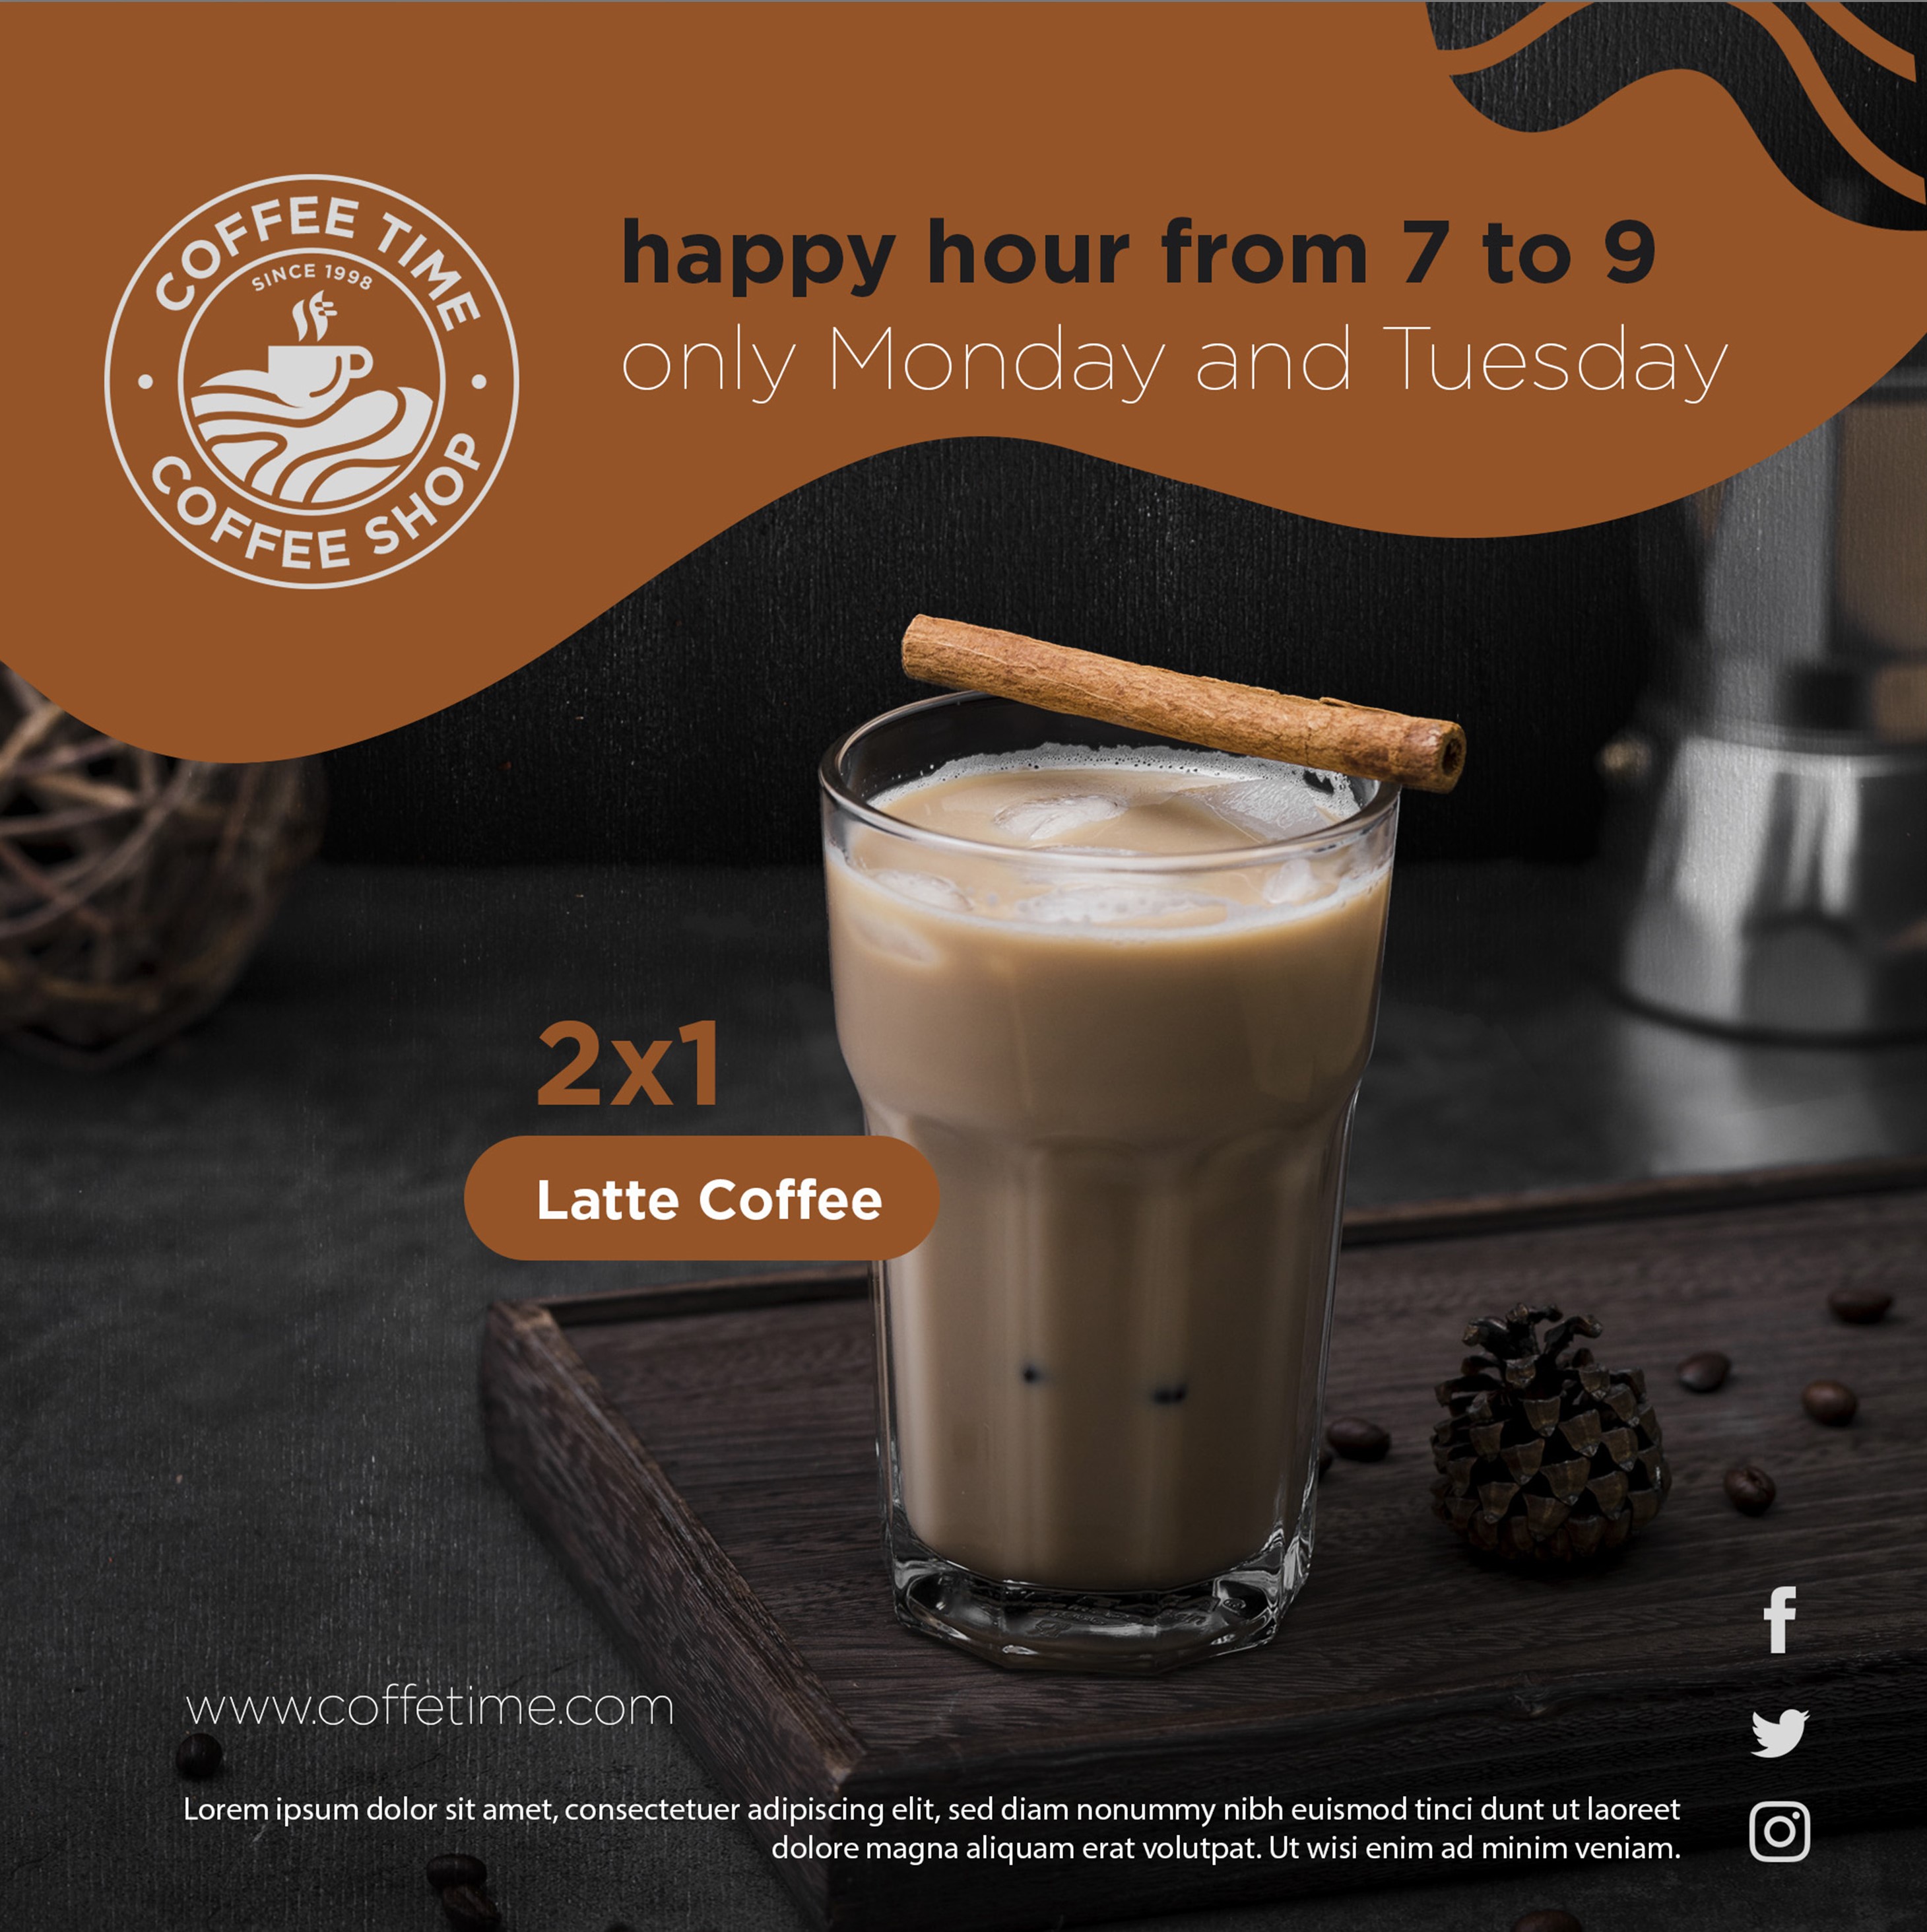 COFFEE TIME
SINCE 1998
COFFEE SHOP
happy hour from 7 to 9
only Monday and Tuesday
2x1
Latte Coffee
www.coffetime.com
Lorem ipsum dolor sit amet, consectetuer adipiscing elit, sed diam nonummy nibh euismod tinci dunt ut laoreet
dolore magna aliquam erat volutpat. Ut wisi enim ad minim veniam.